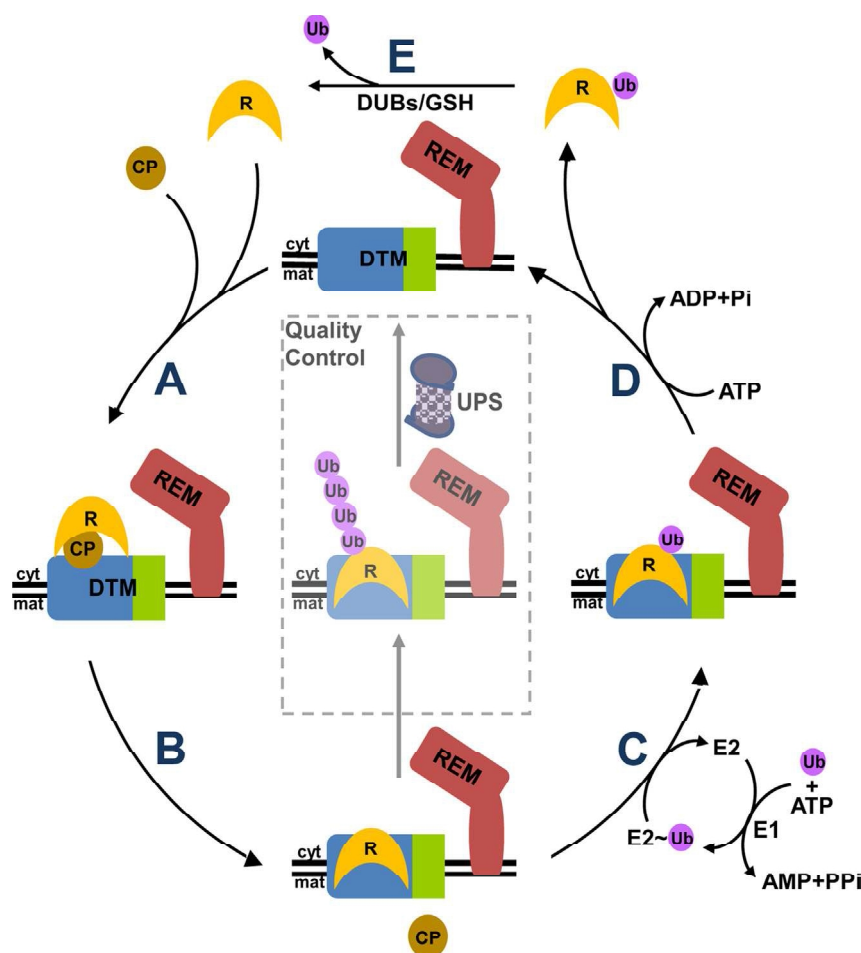 Ub
E
DUBs/GSH
R
R
Ub
CP
REM
cyt
mat
DTM
ADP+Pi
ATP
Quality
Control
UPS
A
D
REM
R
CP
cyt
mat
DTM
Ub
Ub
Ub
Ub
REM
R
cyt
mat
REM
Ub
R
cyt
mat
B
C
E2
Ub
+
ATP
E1
E2~Ub
AMP+PPi
REM
R
cyt
mat
CP